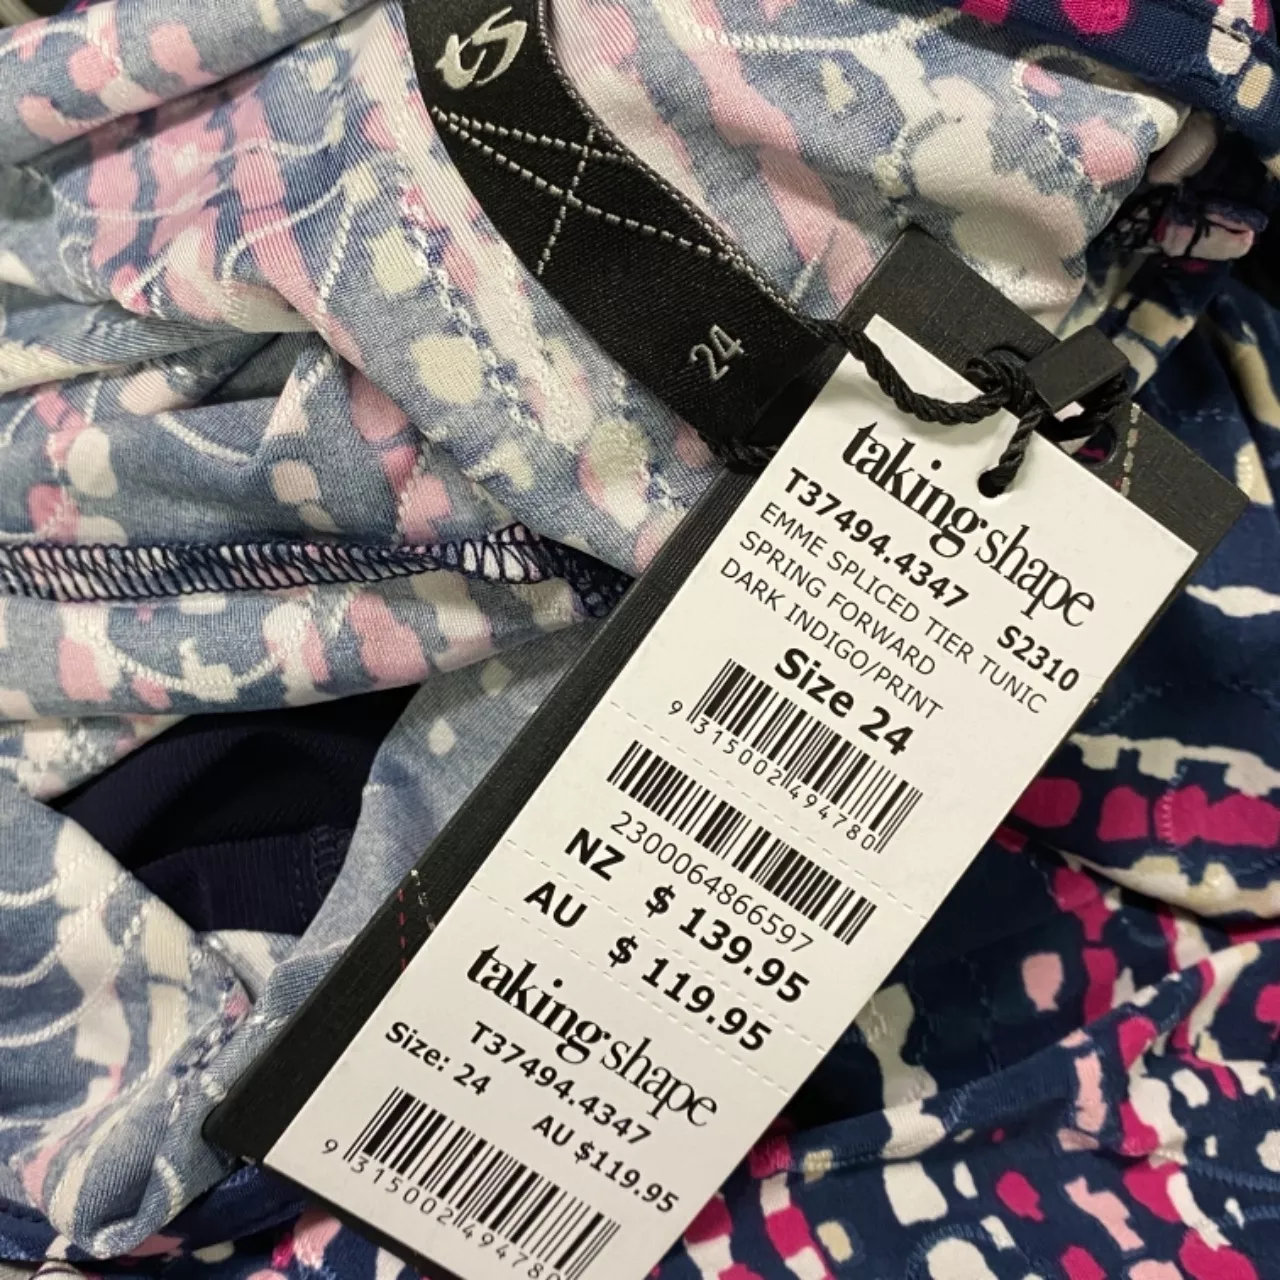 ts
24
taking shape
T37494.4347 S2310
EMME SPLICED TIER TUNIC
SPRING FORWARD
DARK INDIGO/PRINT
Size 24
9 315002 494780
2300064866597
NZ $ 139.95
AU $ 119.95
taking shape
T37494.4347
Size: 24 AU $119.95
9 315002 494780